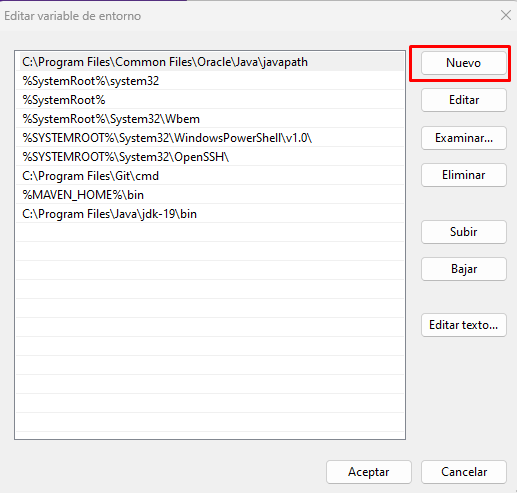 Editar variable de entorno
C:\Program Files\Common Files\Oracle\Java\javapath
%SystemRoot%\system32
%SystemRoot%
%SystemRoot%\System32\Wbem
%SYSTEMROOT%\System32\WindowsPowerShell\v1.0\
%SYSTEMROOT%\System32\OpenSSH\
C:\Program Files\Git\cmd
%MAVEN_HOME%\bin
C:\Program Files\Java\jdk-19\bin
Nuevo
Editar
Examinar...
Eliminar
Subir
Bajar
Editar texto...
Aceptar
Cancelar